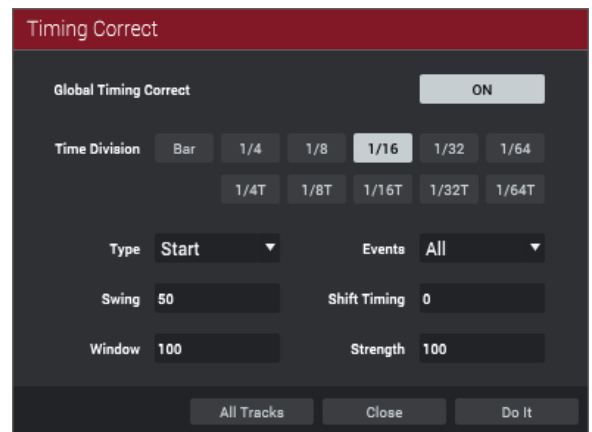 Timing Correct
Global Timing Correct ON
Time Division Bar 1/4 1/8 1/16 1/32 1/64
1/4T 1/8T 1/16T 1/32T 1/64T
Type Start Events All
Swing 50 Shift Timing 0
Window 100 Strength 100
All Tracks Close Do It